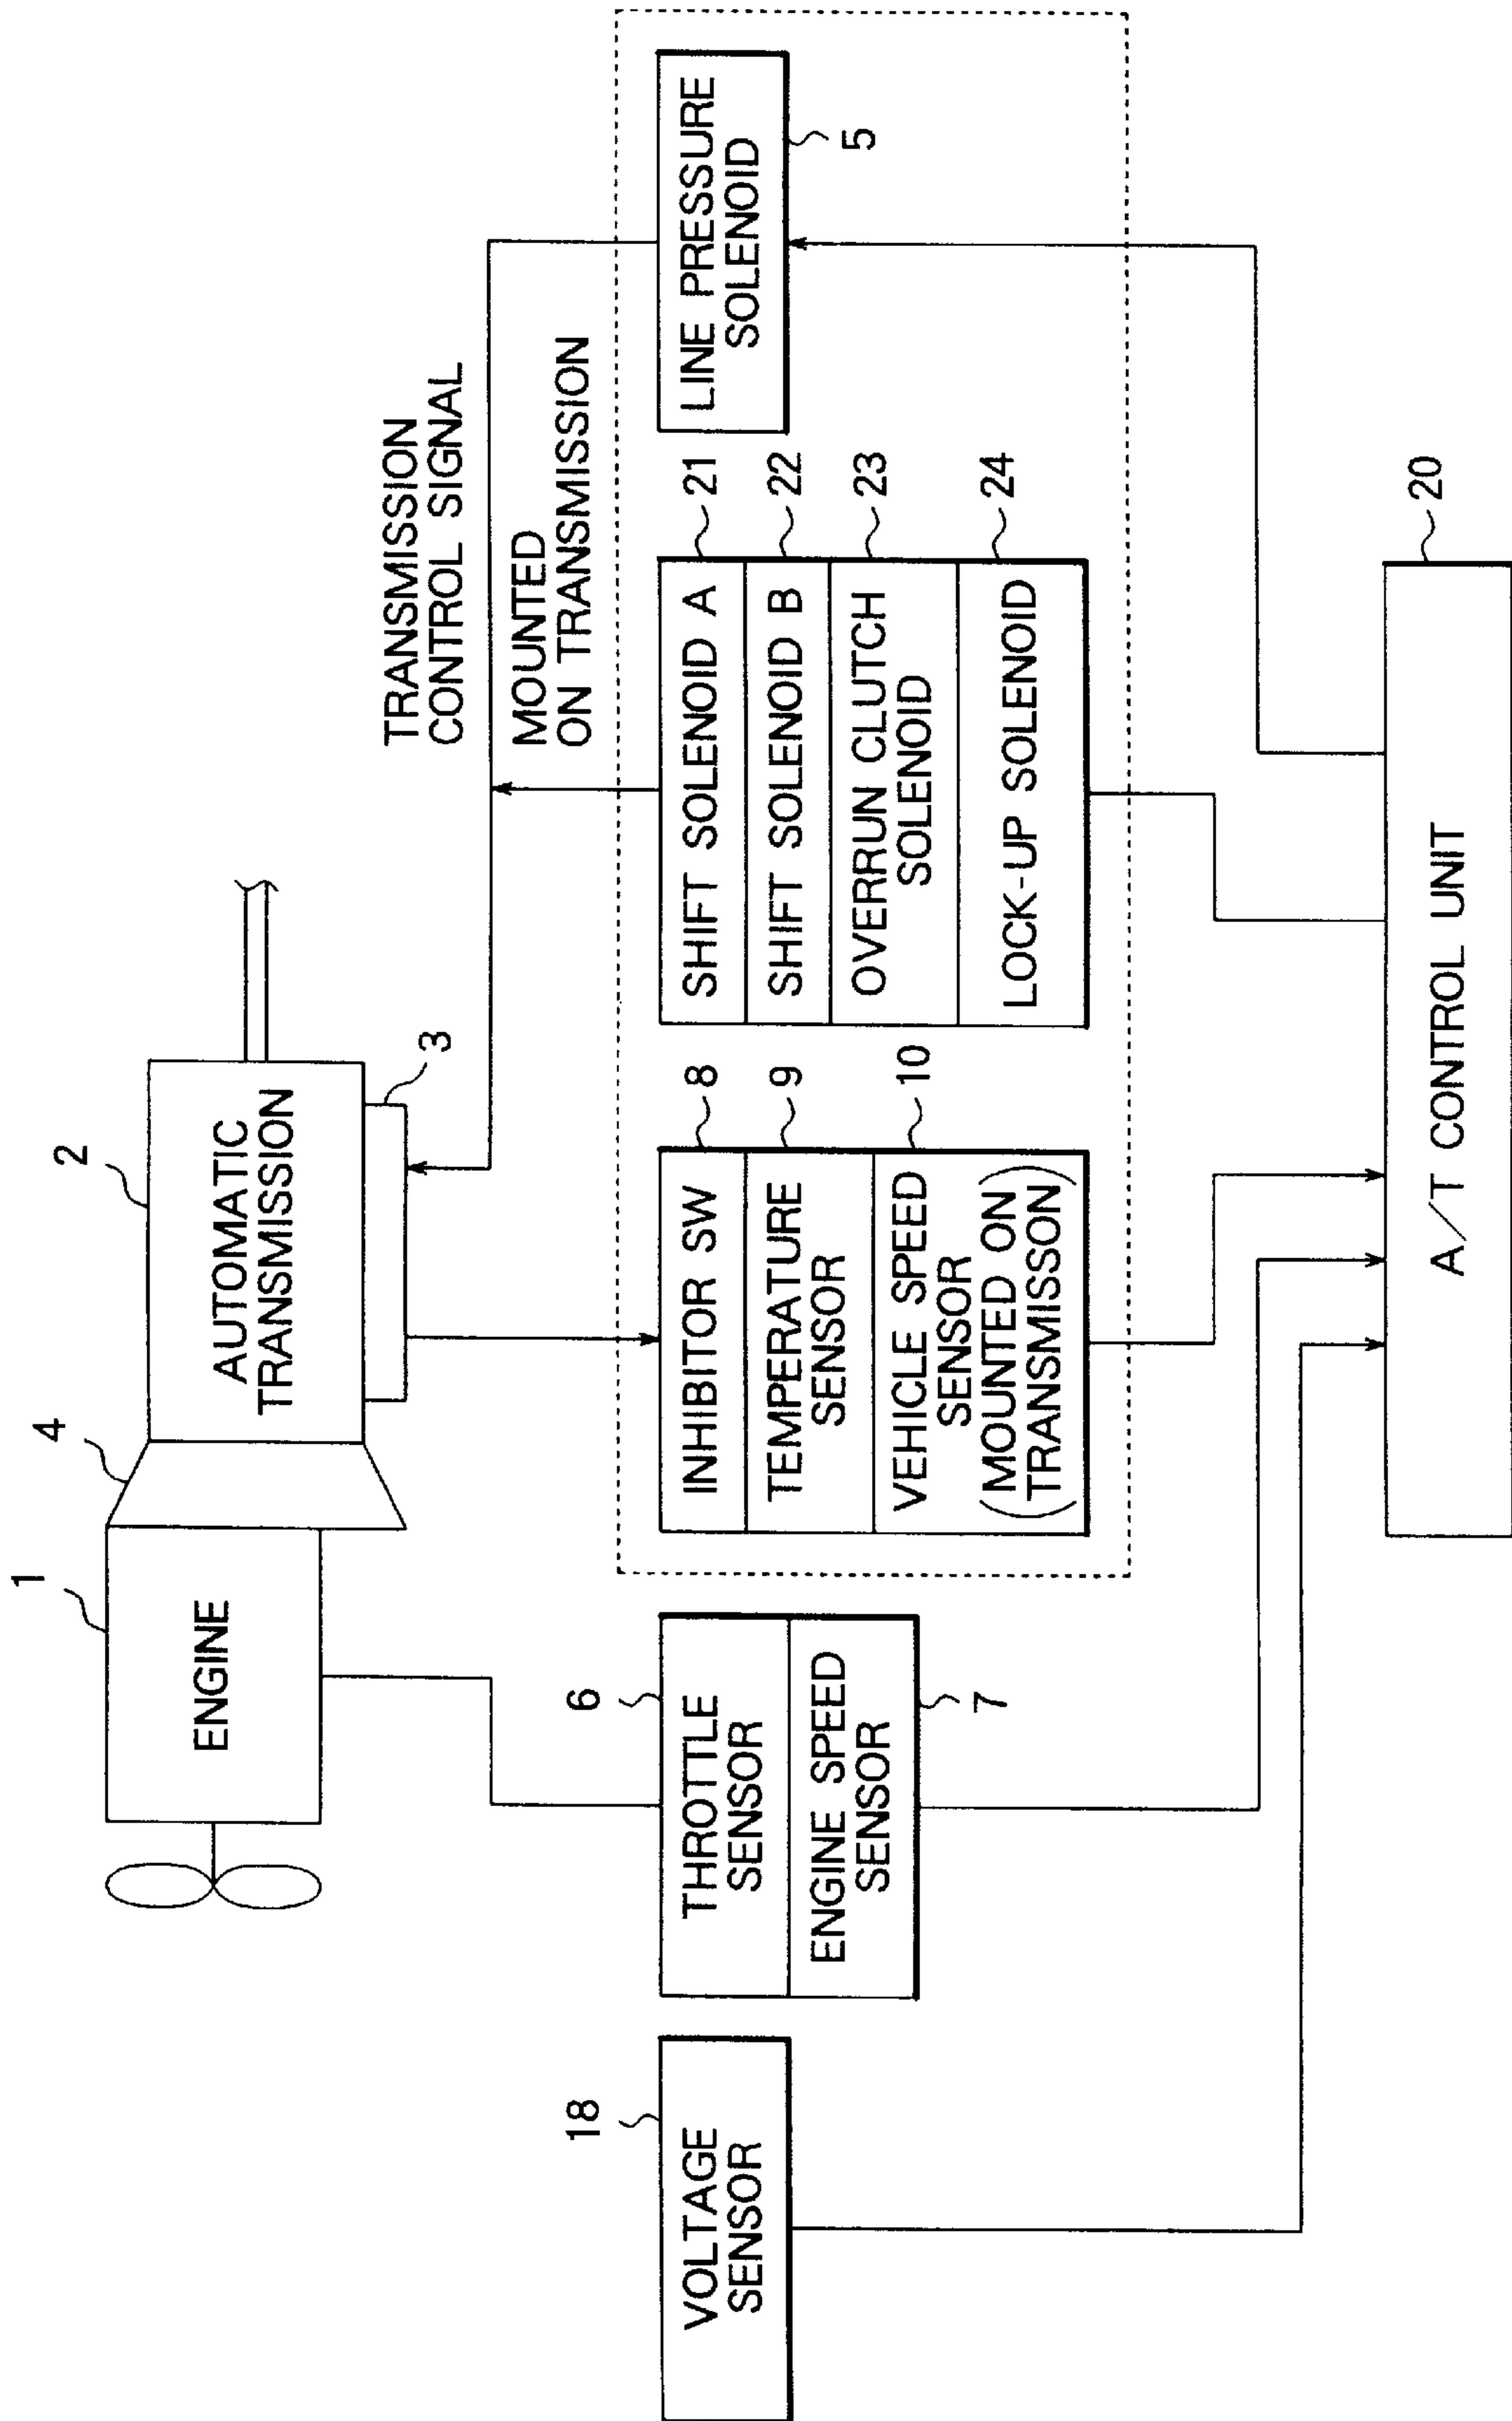 1
ENGINE
4
2
AUTOMATIC
TRANSMISSION
3
TRANSMISSION
CONTROL SIGNAL
MOUNTED
ON TRANSMISSION
18
VOLTAGE
SENSOR
6
THROTTLE
SENSOR
ENGINE SPEED
SENSOR
7
INHIBITOR SW
8
TEMPERATURE
SENSOR
9
VEHICLE SPEED
SENSOR
(MOUNTED ON
TRANSMISSON)
10
SHIFT SOLENOID A
21
SHIFT SOLENOID B
22
OVERRUN CLUTCH
SOLENOID
23
LOCK-UP SOLENOID
24
LINE PRESSURE
SOLENOID
5
A/T CONTROL UNIT
20